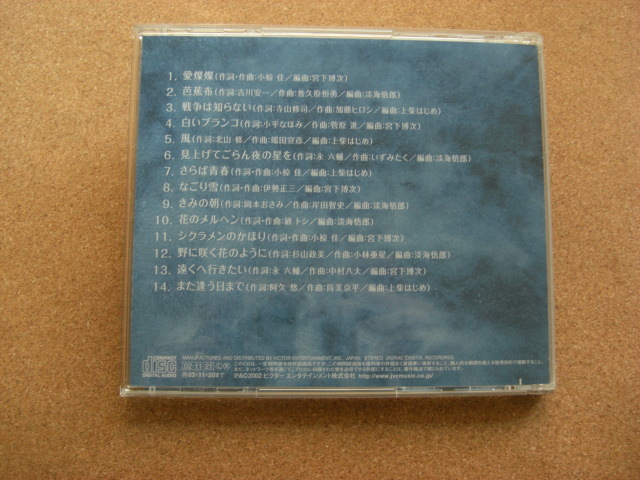 1. 愛燦燦(作詞・作曲:小椋 佳/編曲:宮下博次)
2. 芭蕉布(作詞:吉川安一/作曲:普久原恒勇/編曲:淡海悟郎)
3. 戦争は知らない(作詞:寺山修司/作曲:加藤ヒロシ/編曲:上柴はじめ)
4. 白いブランコ(作詞:小平なほみ/作曲:菅原 進/編曲:宮下博次)
5. 風(作詞:北山 修/作曲:端田宣彦/編曲:上柴はじめ)
6. 見上げてごらん夜の星を(作詞:永 六輔/作曲:いずみたく/編曲:淡海悟郎)
7. さらば青春(作詞・作曲:小椋 佳/編曲:上柴はじめ)
8. なごり雪(作詞・作曲:伊勢正三/編曲:宮下博次)
9. きみの朝(作詞:岡本おさみ/作曲:岸田智史/編曲:淡海悟郎)
10. 花のメルヘン(作詞・作曲:敏 トシ/編曲:淡海悟郎)
11. シクラメンのかほり(作詞・作曲:小椋 佳/編曲:宮下博次)
12. 野に咲く花のように(作詞:杉山政美/作曲:小林亜星/編曲:淡海悟郎)
13. 遠くへ行きたい(作詞:永 六輔/作曲:中村八大/編曲:宮下博次)
14. また逢う日まで(作詞:阿久 悠/作曲:筒美京平/編曲:上柴はじめ)
MANUFACTURED AND DISTRIBUTED BY VICTOR ENTERTAINMENT, INC., JAPAN STEREO JASRAC DIGITAL RECORDING
COMPACT disc DIGITAL AUDIO
02・11・21
℗&©2002 ビクターエンタテインメント株式会社 http://www.jvcmusic.co.jp/